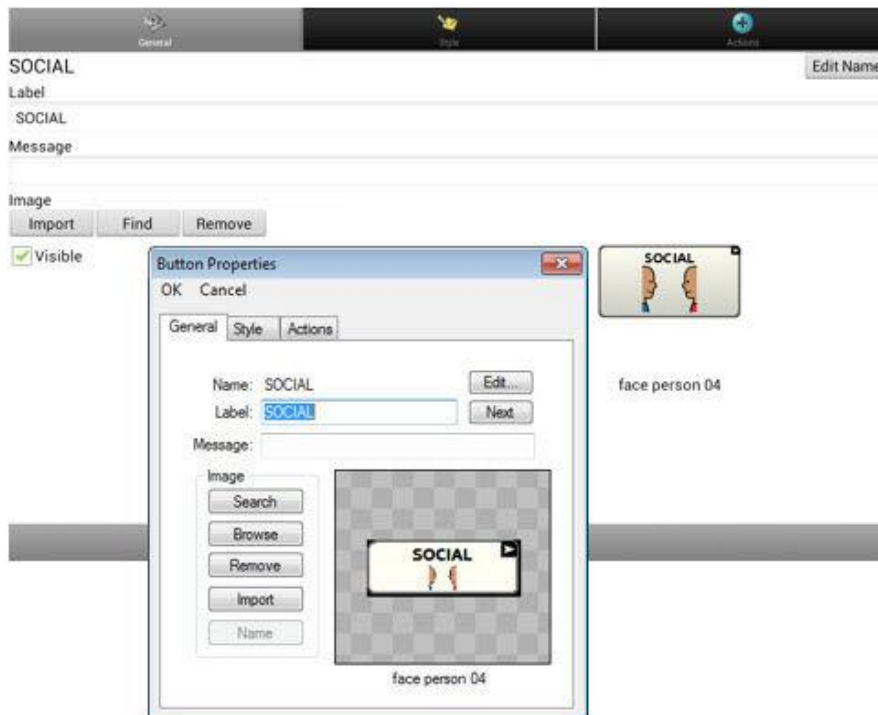 General
Style
Actions
SOCIAL
Edit Name
Label
SOCIAL
Message
Image
Import Find Remove
Visible
Button Properties
OK Cancel
General Style Actions
Name: SOCIAL Edit...
Label: SOCIAL Next
Message:
Image
Search
Browse
Remove
Import
Name
SOCIAL
face person 04
SOCIAL
face person 04